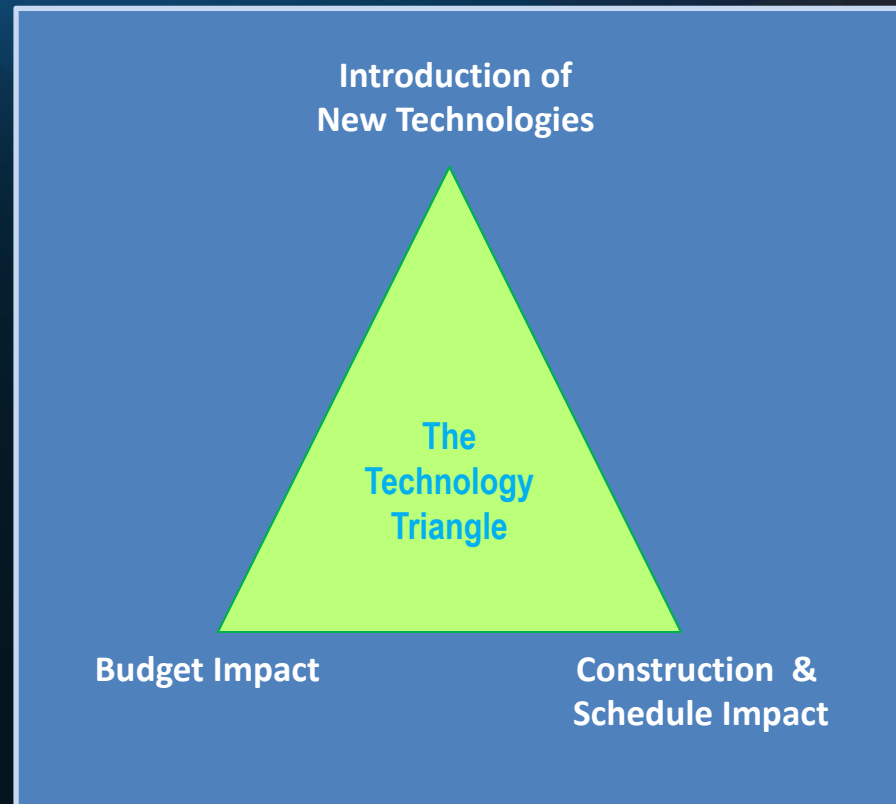 Introduction of
New Technologies
The
Technology
Triangle
Budget Impact
Construction  &
Schedule Impact